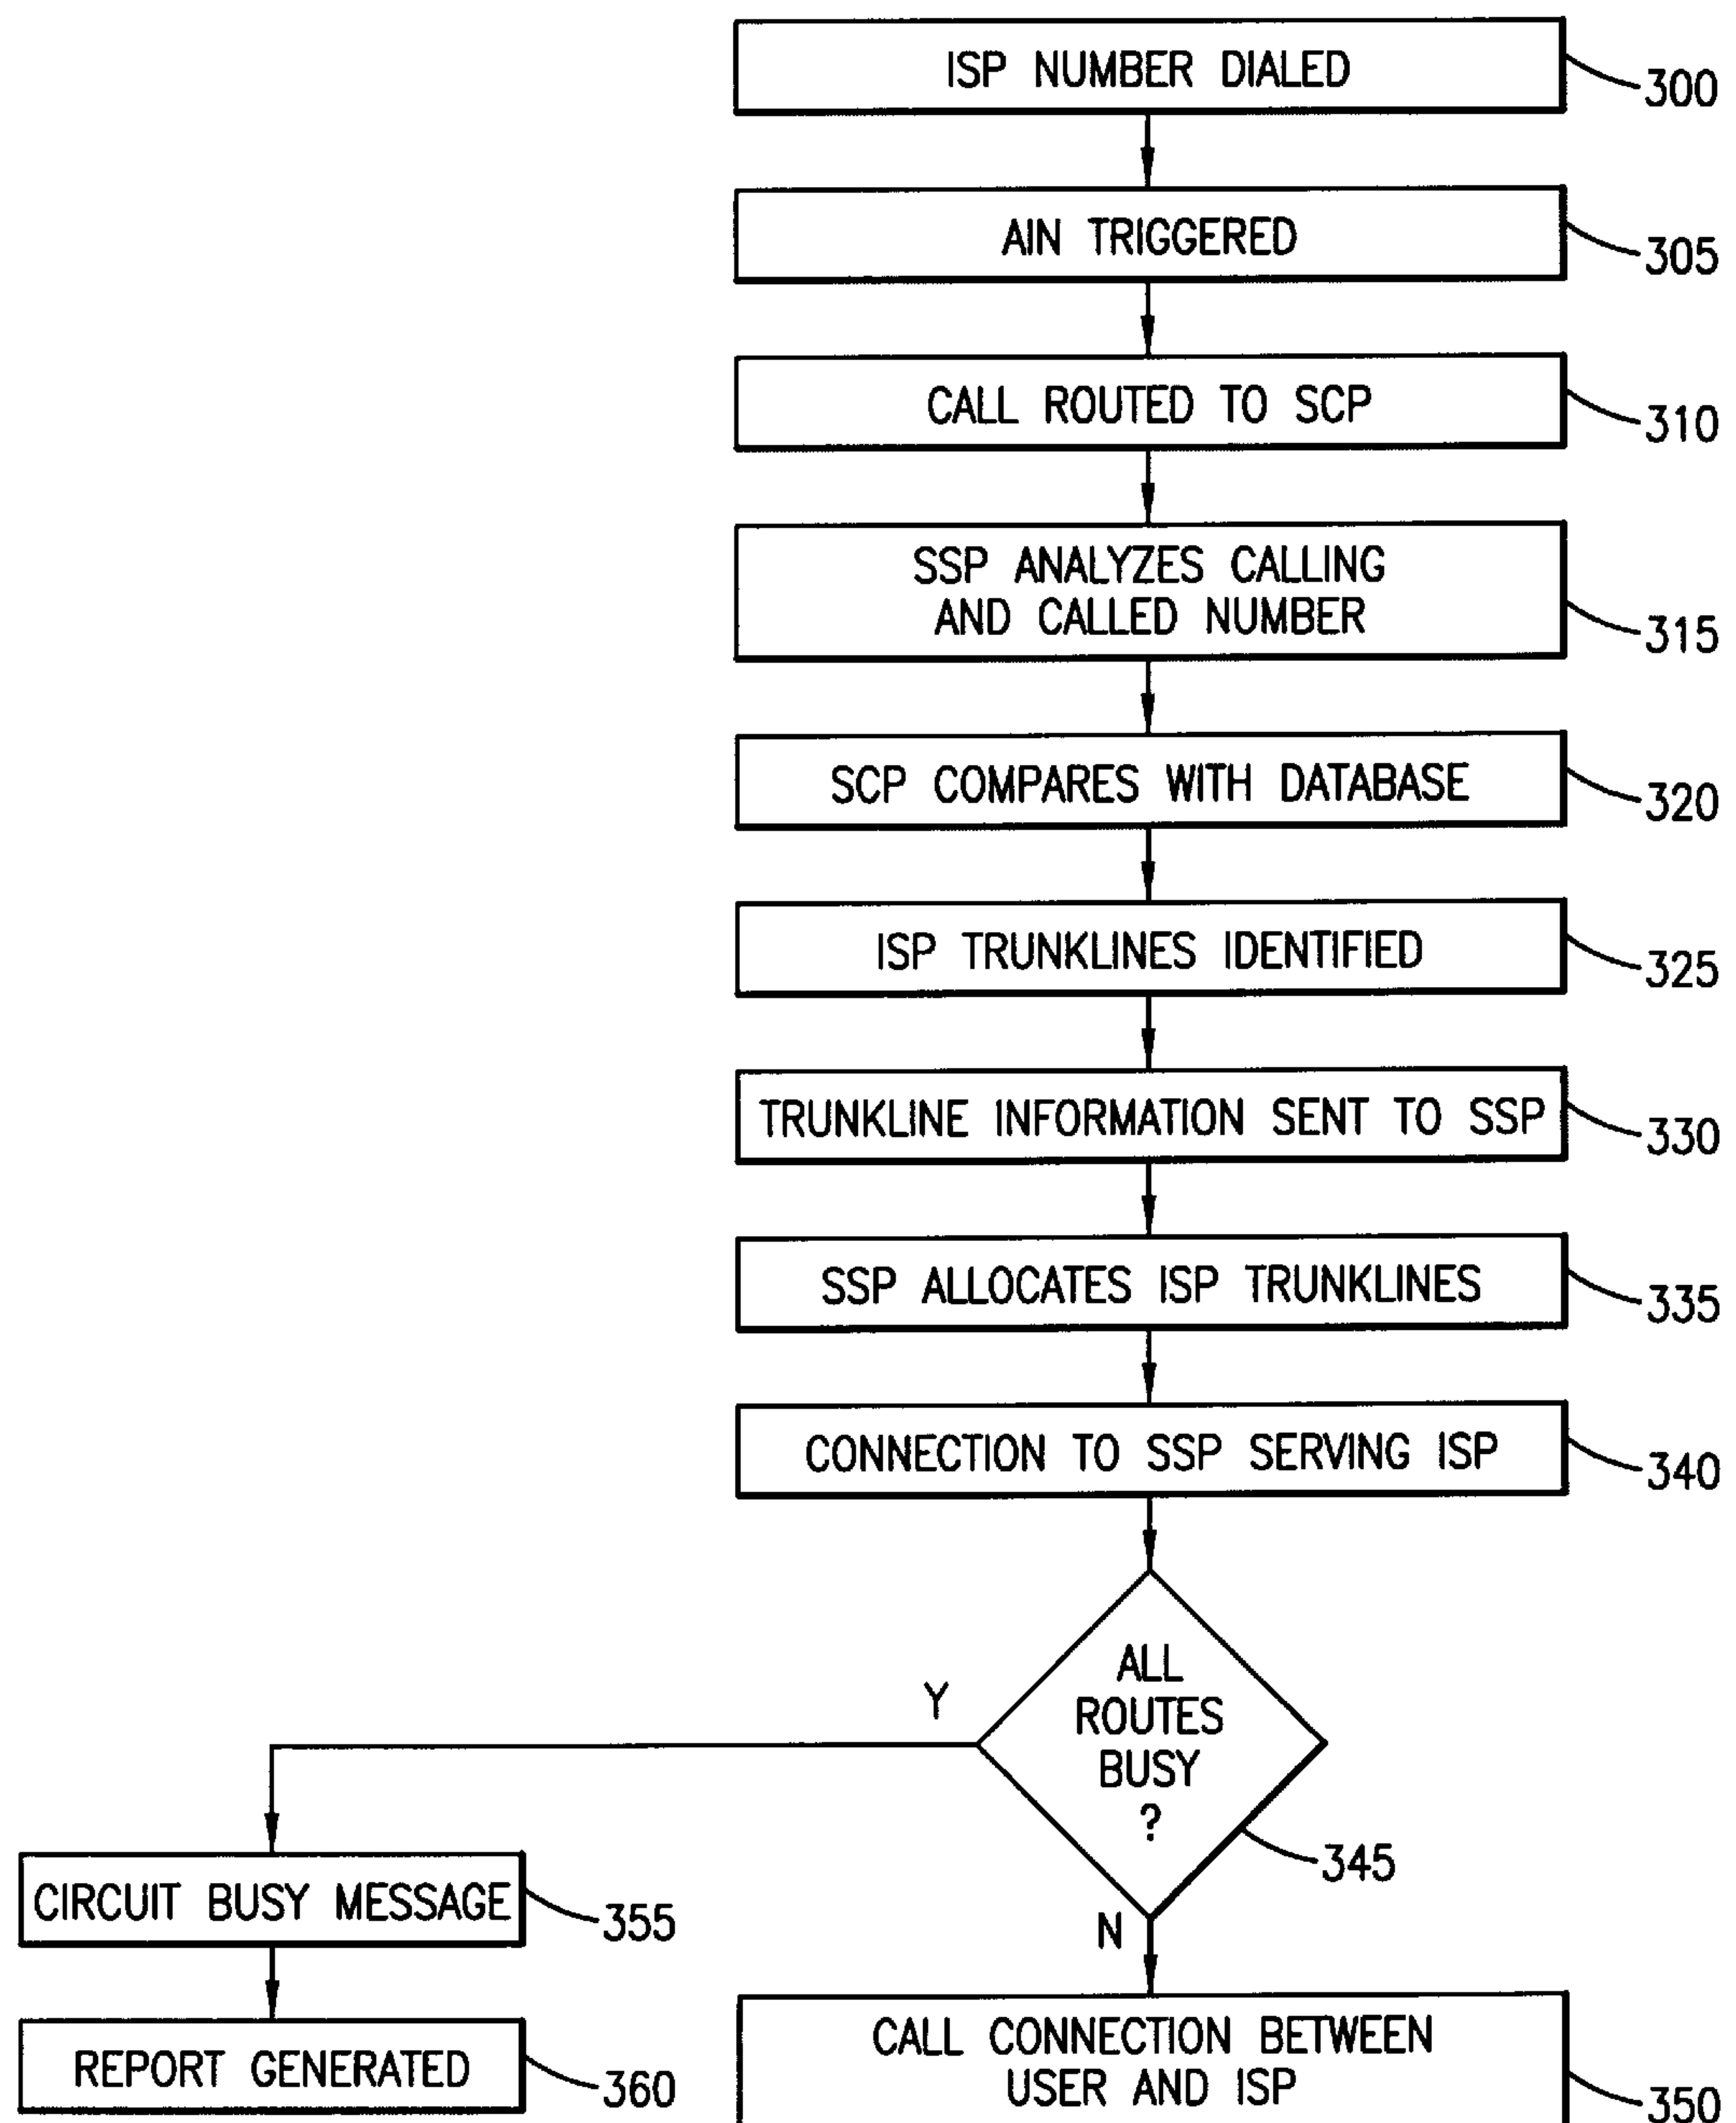 ISP NUMBER DIALED
300
AIN TRIGGERED
305
CALL ROUTED TO SCP
310
SSP ANALYZES CALLING
AND CALLED NUMBER
315
SCP COMPARES WITH DATABASE
320
ISP TRUNKLINES IDENTIFIED
325
TRUNKLINE INFORMATION SENT TO SSP
330
SSP ALLOCATES ISP TRUNKLINES
335
CONNECTION TO SSP SERVING ISP
340
ALL
ROUTES
BUSY
?
345
Y
N
CIRCUIT BUSY MESSAGE
355
REPORT GENERATED
360
CALL CONNECTION BETWEEN
USER AND ISP
350